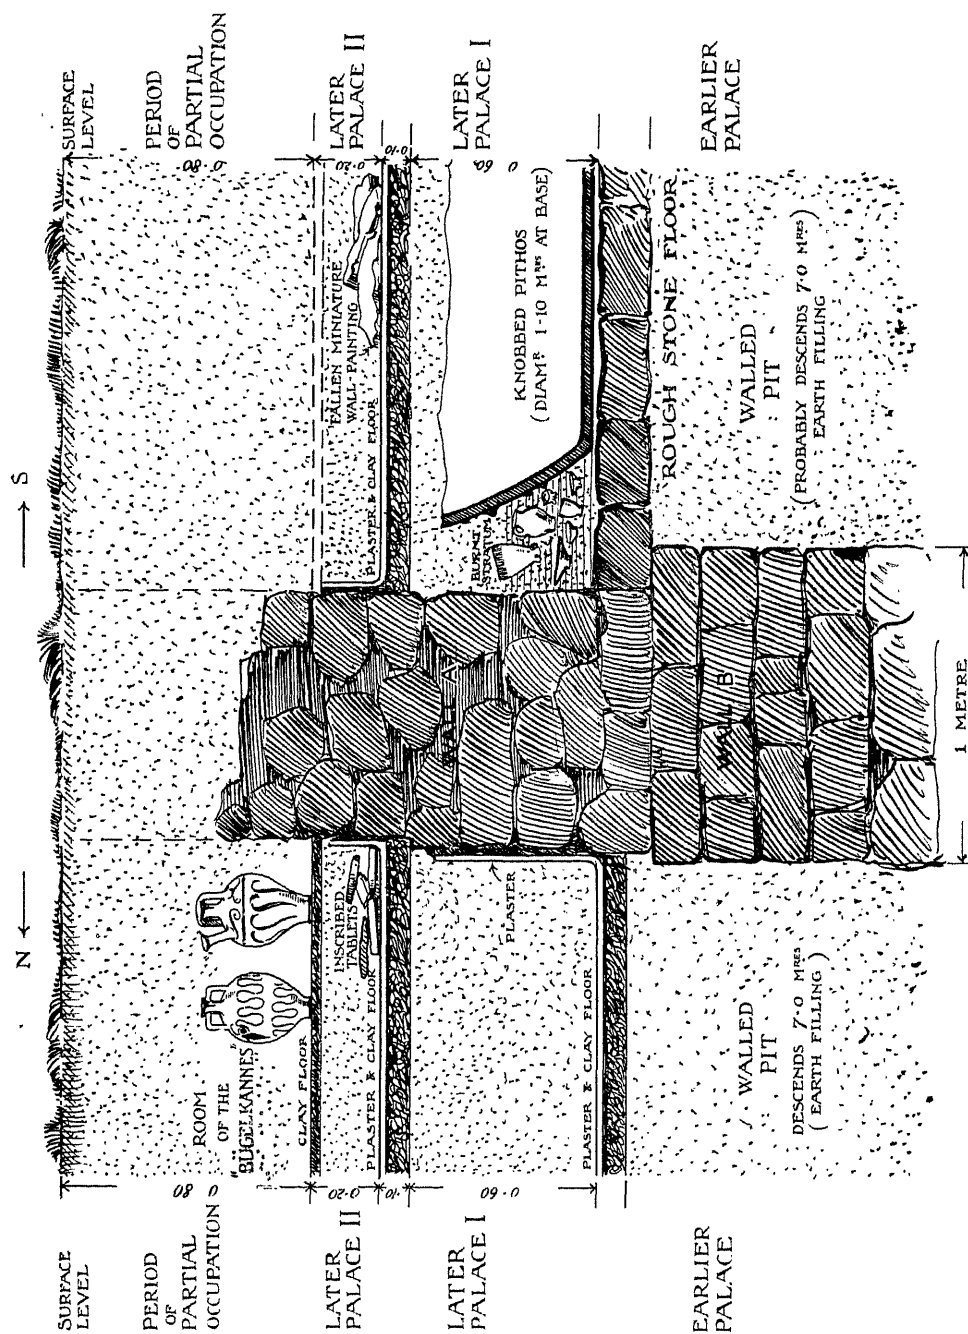 N ← → S
SURFACE
LEVEL
PERIOD
OF
PARTIAL
OCCUPATION
0·80
LATER
PALACE II
0·20
0·10
LATER
PALACE I
0·60
EARLIER
PALACE
ROOM
OF THE
"BÜGELKANNES"
CLAY FLOOR
INSCRIBED
TABLETS
PLASTER & CLAY FLOOR
PLASTER
PLASTER & CLAY FLOOR
WALLED
PIT
DESCENDS 7·0 MRES
( EARTH FILLING )
WALL A
WALL B
1 METRE
FALLEN MINIATURE
WALL-PAINTING
PLASTER & CLAY FLOOR
BURNT
STRATUM
KNOBBED PITHOS
(DIAMR 1·10 MRES AT BASE)
ROUGH STONE FLOOR
WALLED
PIT
(PROBABLY DESCENDS 7·0 MRES)
EARTH FILLING
SURFACE
LEVEL
PERIOD
OF
PARTIAL
OCCUPATION
0 80
LATER
PALACE II
0·20
0·10
LATER
PALACE I
0 60
EARLIER
PALACE